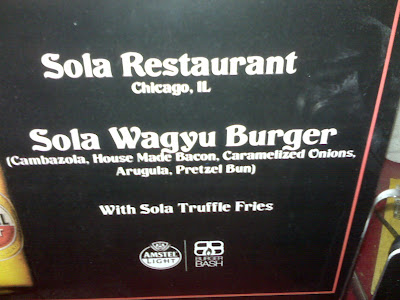 Sola Restaurant
Chicago, IL
Sola Wagyu Burger
(Cambazola, House Made Bacon, Caramelized Onions,
Arugula, Pretzel Bun)
With Sola Truffle Fries
AMSTEL
LIGHT
BURGER
BASH